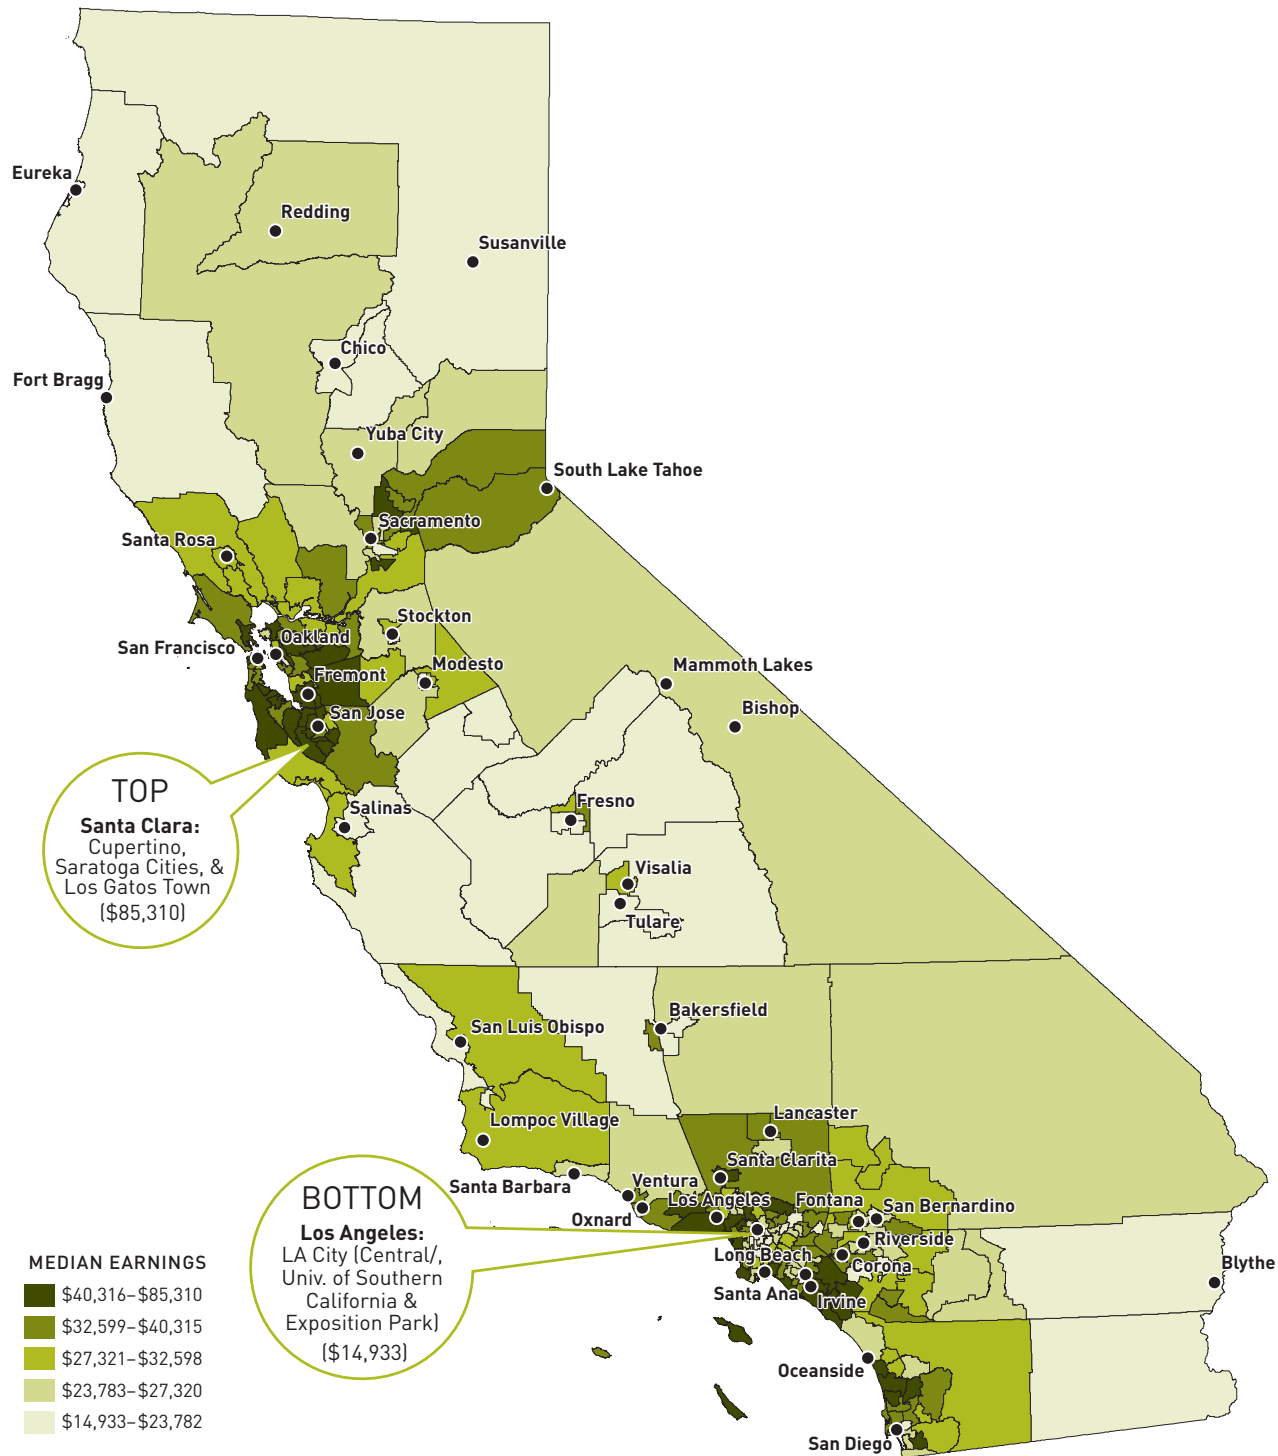 Eureka
Redding
Susanville
Chico
Fort Bragg
Yuba City
South Lake Tahoe
Sacramento
Santa Rosa
Stockton
San Francisco
Oakland
Modesto
Mammoth Lakes
Fremont
Bishop
San Jose
TOP
Santa Clara:
Cupertino,
Saratoga Cities, &
Los Gatos Town
($85,310)
Salinas
Fresno
Visalia
Tulare
Bakersfield
San Luis Obispo
Lompoc Village
Lancaster
Santa Clarita
Santa Barbara
Ventura
Los Angeles
Fontana
San Bernardino
Oxnard
Riverside
Long Beach
Corona
Blythe
Santa Ana
Irvine
BOTTOM
Los Angeles:
LA City (Central/,
Univ. of Southern
California &
Exposition Park)
($14,933)
Oceanside
San Diego
MEDIAN EARNINGS
$40,316–$85,310
$32,599–$40,315
$27,321–$32,598
$23,783–$27,320
$14,933–$23,782